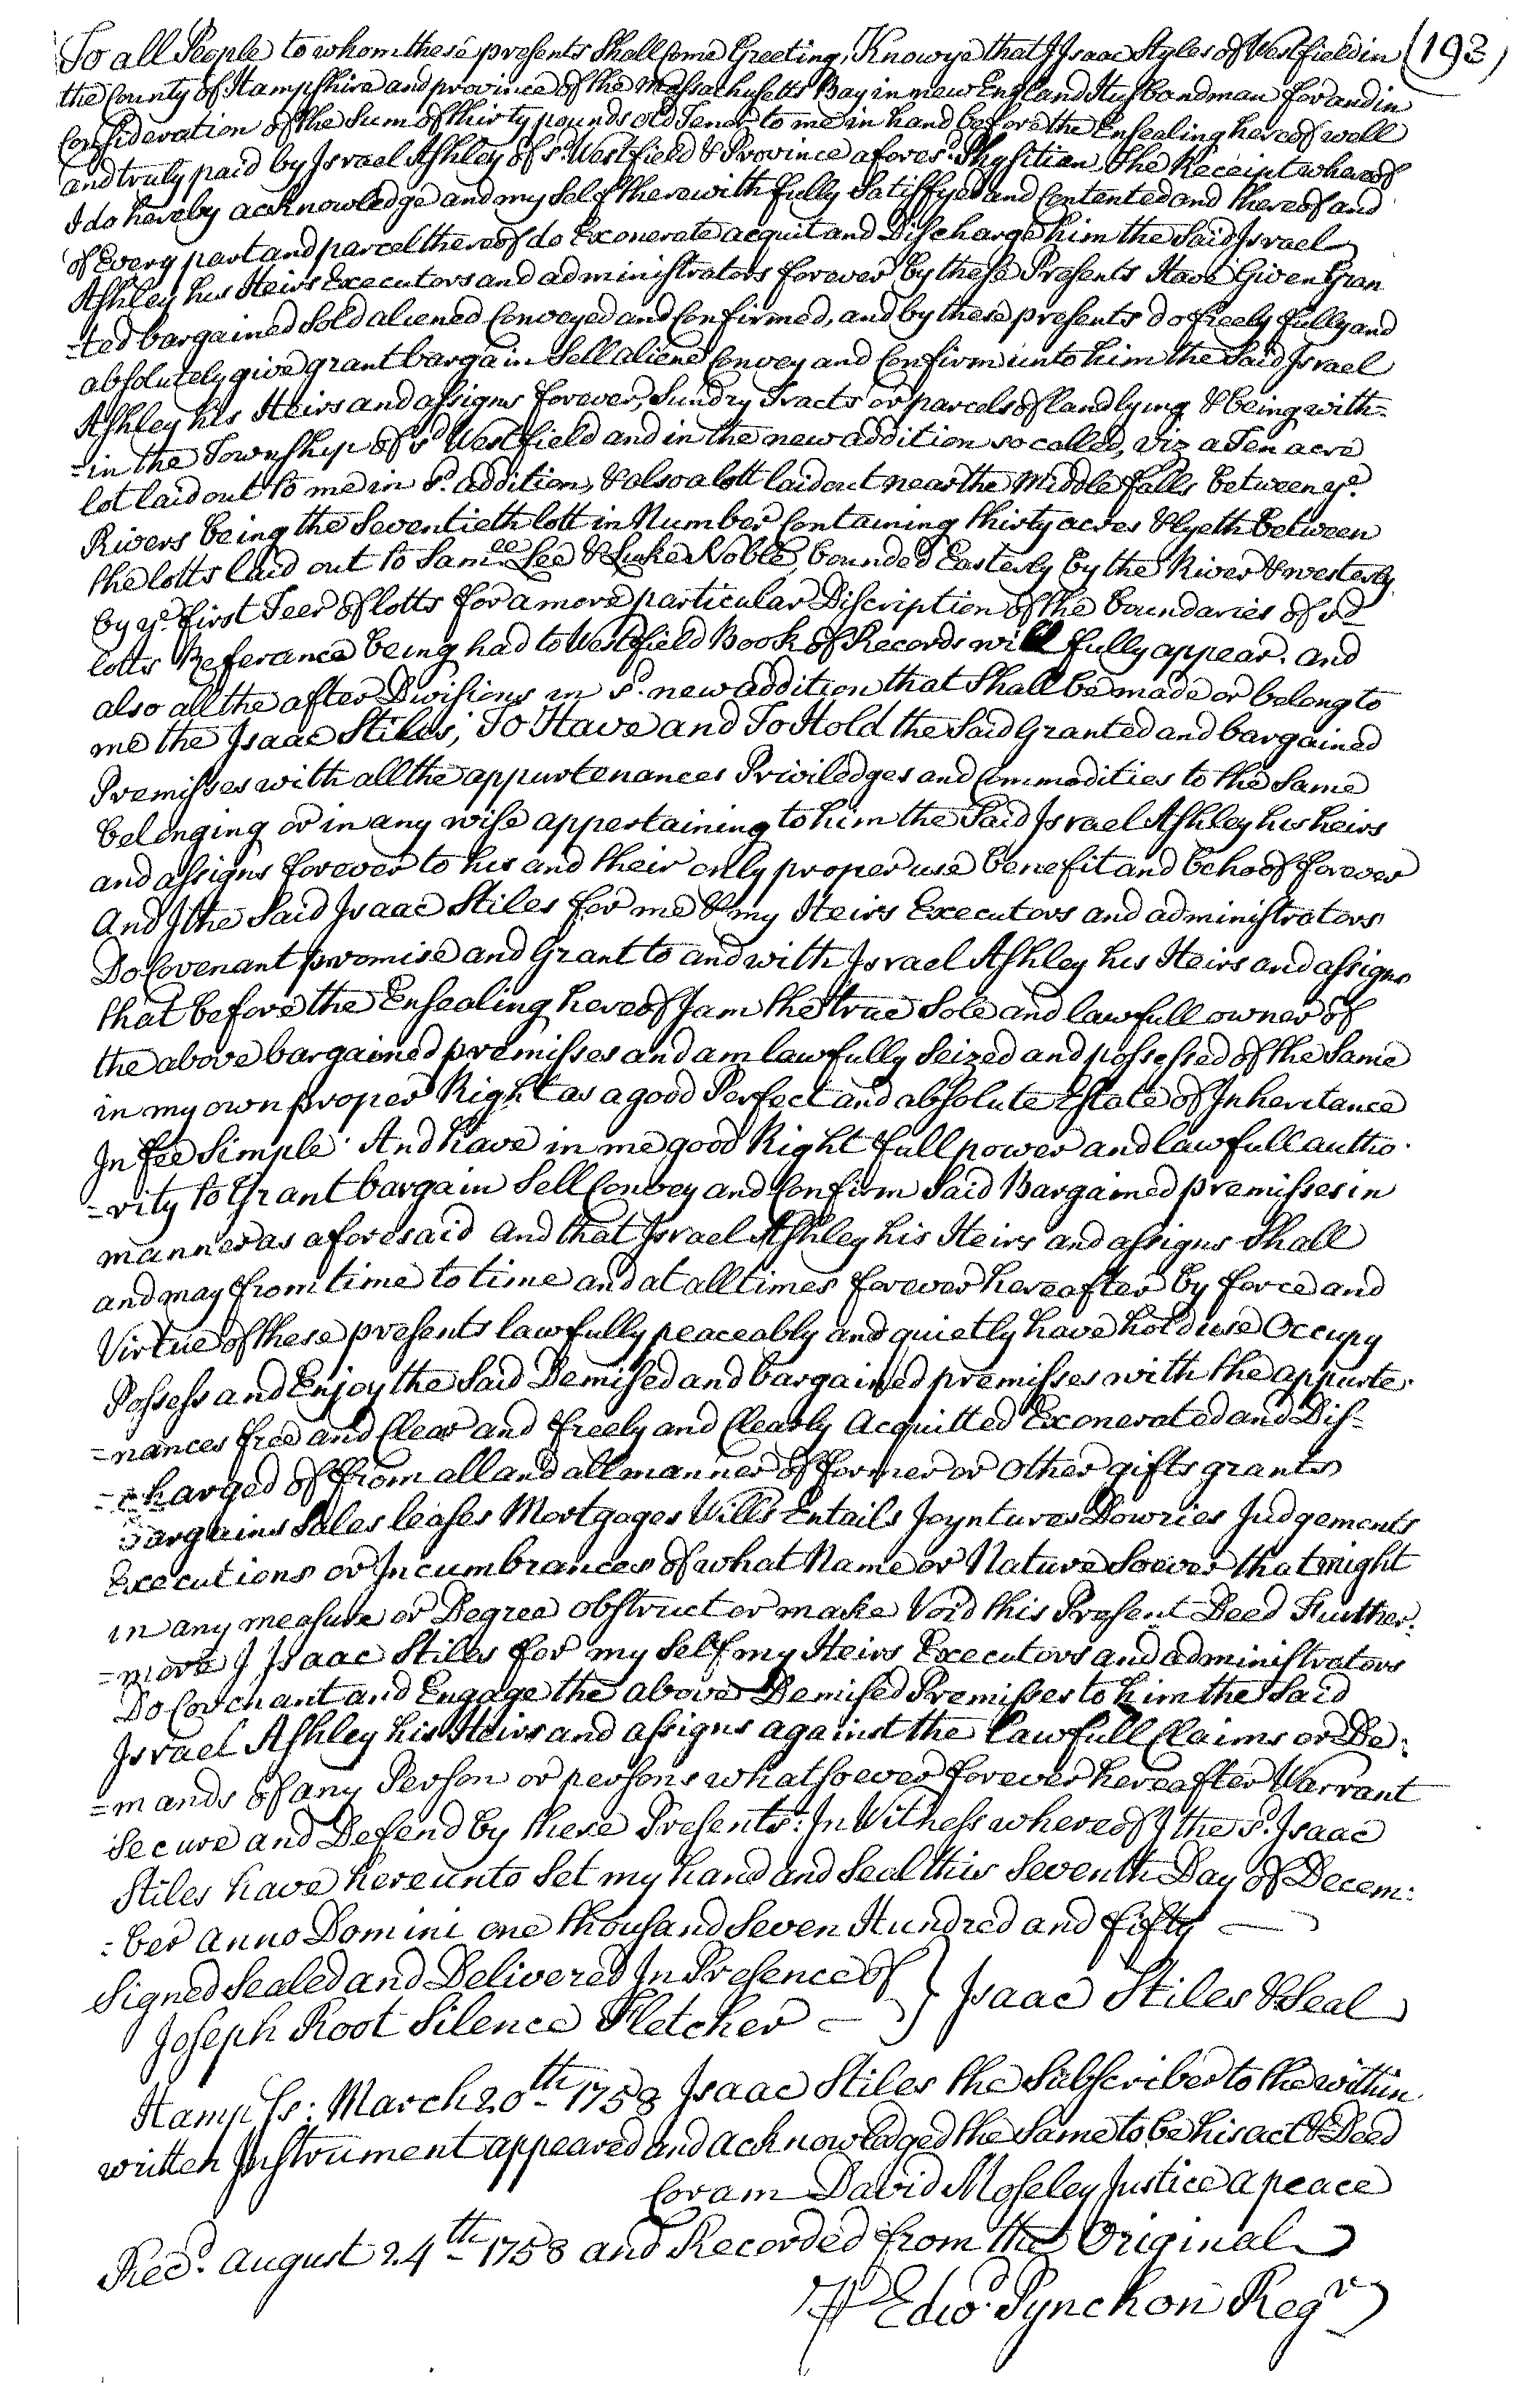 To all People to whom these presents Shall Come Greeting, Know ye that I Isaac Styles of Westfield in (193)
the County of Hampshire and province of the Massachusetts Bay in new England Husbandman for and in
Consideration of the Sum of thirty pounds old Tenor to me in hand before the Ensealing hereof well
and truly paid by Israel Ashley of sd. Westfield & Province afores.d Physitian The Receipt whereof
I do hereby acknowledge and my Self therewith fully Satisfyed and Contented and thereof and
of Every part and parcel thereof do Exonerate acquit and Discharge him the Said Israel
Ashley his Heirs Executors and administrators forever by these Presents Have Given Gran
=ted bargained Sold aliened Conveyed and Confirmed, and by these presents do freely fully and
absolutely give grant bargain Sell aliene Convey and Confirm unto him the Said Israel
Ashley his Heirs and assigns forever, Sundry Tracts or parcels of land lying & being with=
=in the Township of sd Westfield and in the new addition so called, viz a Ten acre
lot laid out to me in sd. addition, & also a lott laid out near the Middle falls between ye.
Rivers being the Seventieth lott in Number Containing thirty acres & lyeth between
the lotts laid out to Samll Lee & Luke Noble, bounded Easterly by the River & westerly
by ye. first Teer of lotts for a more particular Discription of the boundaries of sd
lotts Referance being had to Westfield Book of Records will fully appear. and
also all the after Divisions in sd. new addition that Shall be made or belong to
me the Isaac Stiles; To Have and To Hold the Said Granted and bargained
Premisses with all the appurtenances Priviledges and Commodities to the Same
belonging or in any wise appertaining to him the Said Israel Ashley his heirs
and assigns forever to his and their only proper use benefit and behoof forever
And I the Said Isaac Stiles for me & my Heirs Executors and administrators
Do Covenant promise and Grant to and with Israel Ashley his Heirs and assigns
that before the Ensealing hereof I am the true Sole and lawfull owner of
the above bargained premisses and am lawfully Seized and possessed of the Same
in my own proper Right as a good Perfect and absolute Estate of Inheritance
In fee Simple. And have in me good Right full power and lawfull autho.
=rity to Grant bargain Sell Convey and Confirm Said Bargained premisses in
manner as aforesaid and that Israel Ashley his Heirs and assigns Shall
and may from time to time and at all times forever hereafter by force and
Virtue of these presents lawfully peaceably and quietly have hold use Occupy
Possess and Enjoy the Said Demised and bargained premisses with the appurte.
=nances free and Clear and freely and Clearly Acquitted Exonerated and Dis=
=charged of from all and all manner of former or other gifts grants
Bargains Sales leases Mortgages Wills Entails Joyntures Dowries Judgements
Executions or Incumbrances of what Name or Nature Soever that might
in any measure or Degree obstruct or make Void this Present Deed Further.
=more I Isaac Stiles for my Self my Heirs Executors and administrators
Do Covenant and Engage the above Demised Premisses to him the Said
Israel Ashley his Heirs and assigns against the Lawfull Claims or De:
=mands of any Person or persons whatsoever forever hereafter Warrant
Secure and Defend by these Presents: In Witness whereof I the sd. Isaac
Stiles have hereunto Set my hand and Seal this Seventh Day of Decem:
:ber anno Domini one thousand Seven Hundred and fifty
Signed Sealed and Delivered In Presence of } Isaac Stiles & Seal
Joseph Root Silence Fletcher
Hamp Ss: March 20th 1758 Isaac Stiles the Subscriber to the within
written Instrument appeared and acknowledged the Same to be his act & Deed
Coram David Moseley Justice a peace
Recd. August 24th 1758 and Recorded from the Original
P Edwd. Pynchon Regr